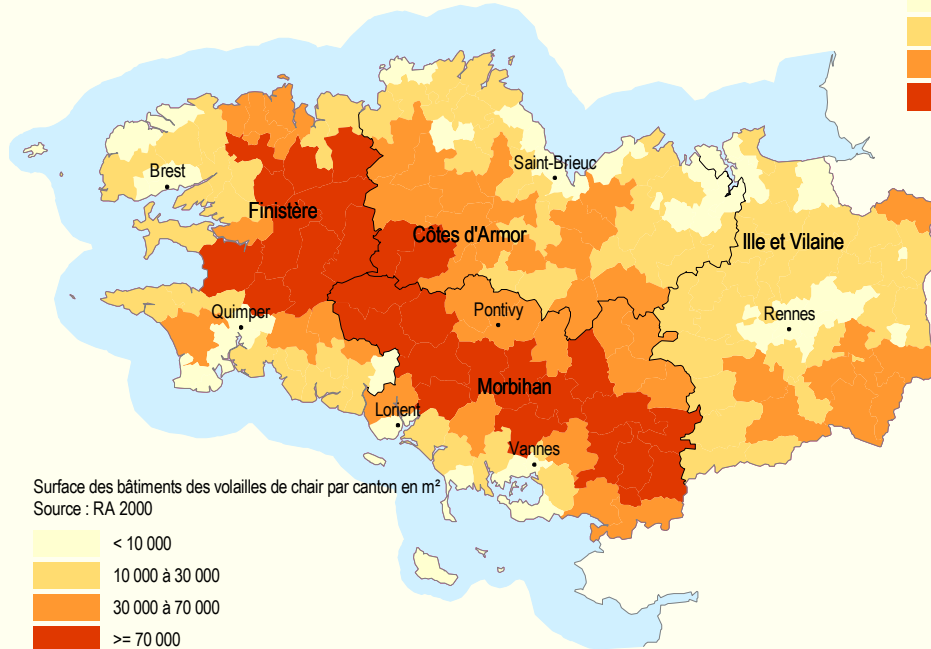 Saint-Brieuc
Brest
Finistère
Côtes d'Armor
Ille et Vilaine
Quimper
Pontivy
Rennes
Morbihan
Lorient
Vannes
Surface des bâtiments des volailles de chair par canton en m²
Source : RA 2000
< 10 000
10 000 à 30 000
30 000 à 70 000
>= 70 000